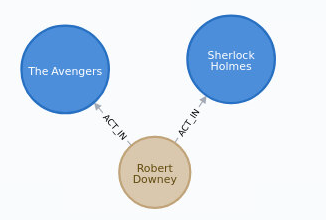 The Avengers
Sherlock
Holmes
ACT_IN
ACT_IN
Robert
Downey